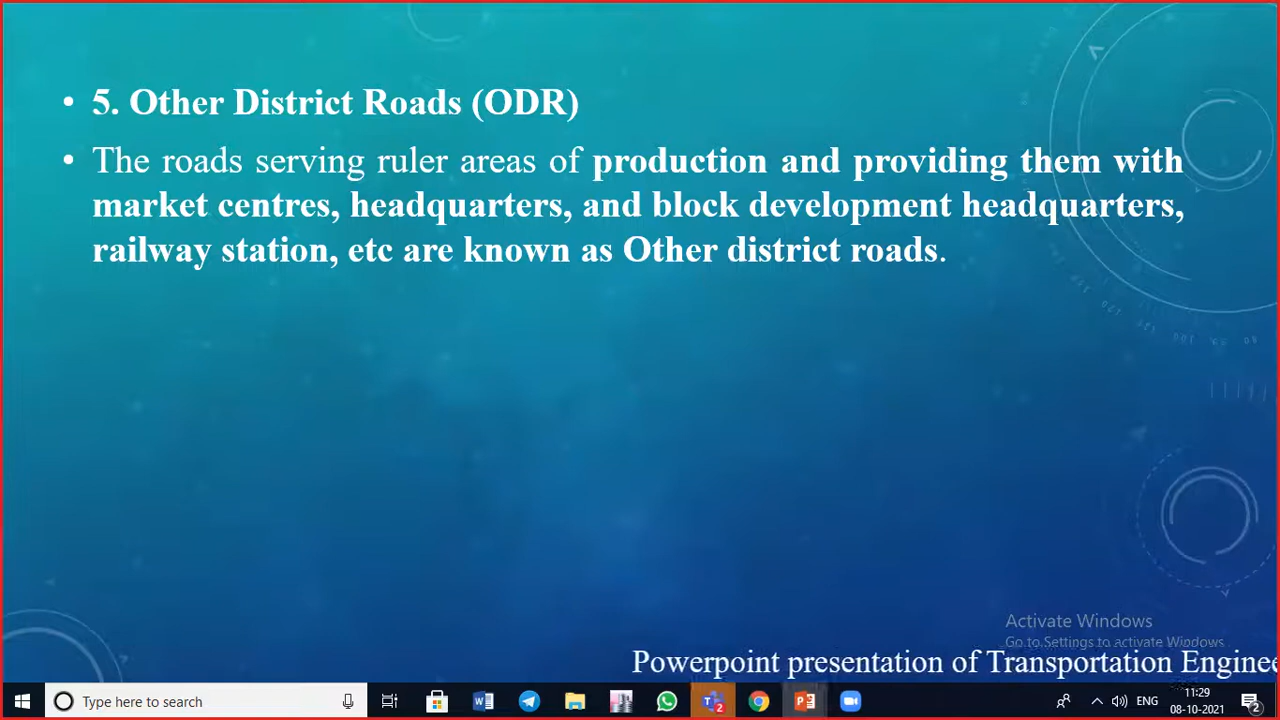 • 5. Other District Roads (ODR)
• The roads serving ruler areas of production and providing them with
market centres, headquarters, and block development headquarters,
railway station, etc are known as Other district roads.
Activate Windows
Go to Settings to activate Windows.
Powerpoint presentation of Transportation Enginee
Type here to search
2
ENG
11:29
08-10-2021
2